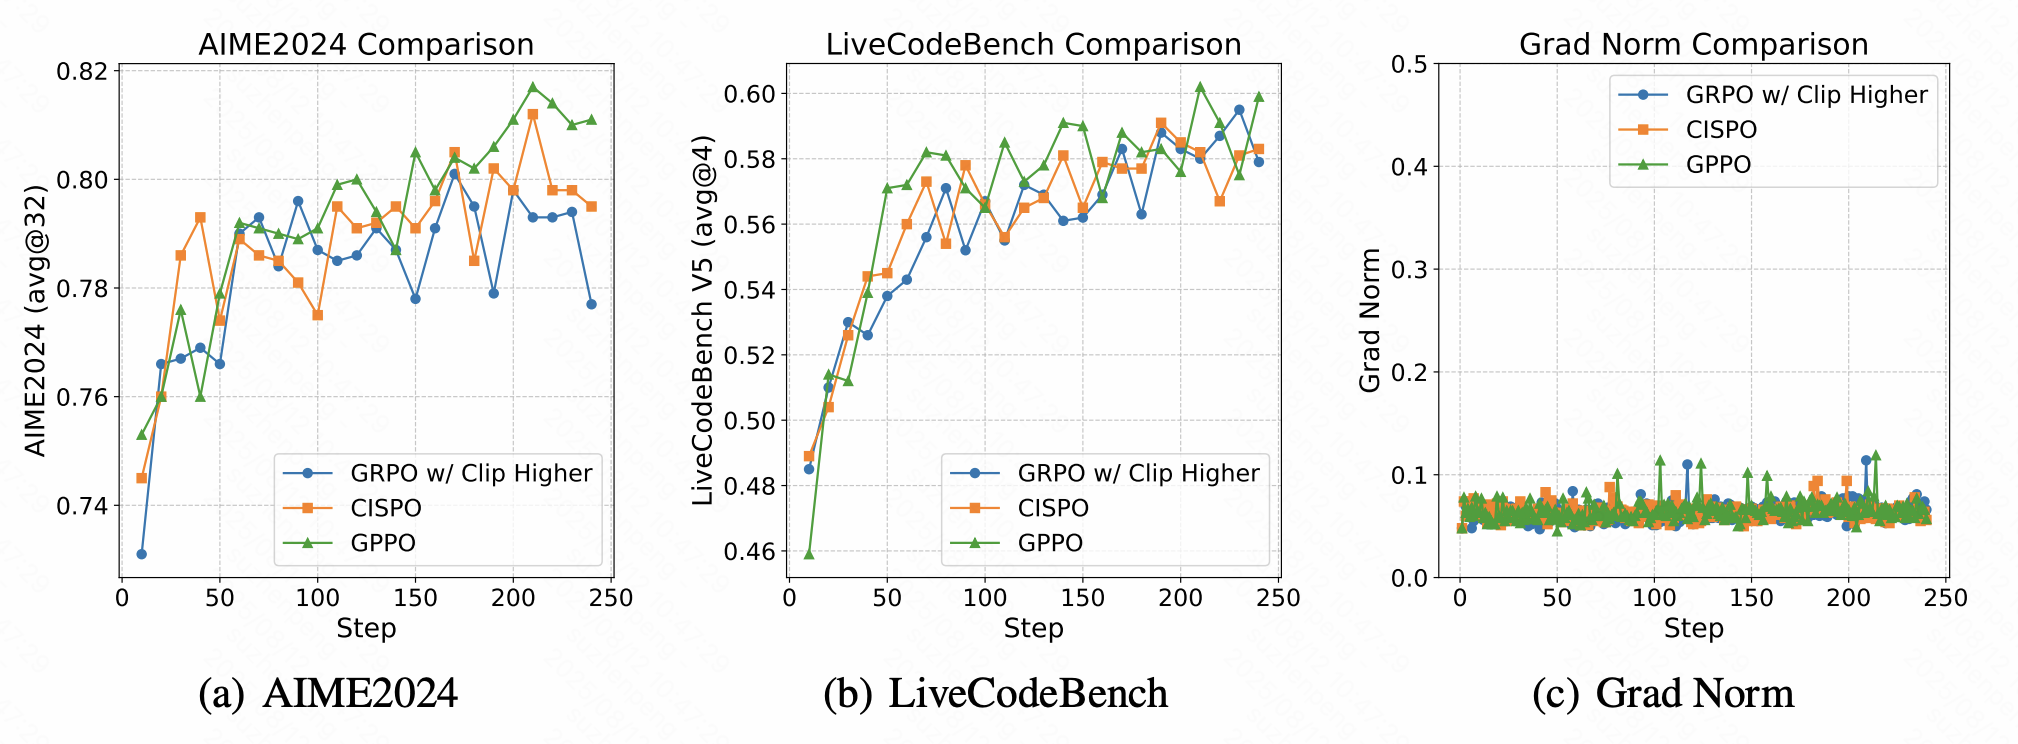 AIME2024 Comparison
AIME2024 (avg@32)
0.82
0.80
0.78
0.76
0.74
0 50 100 150 200 250
Step
GRPO w/ Clip Higher
CISPO
GPPO
(a) AIME2024
LiveCodeBench Comparison
LiveCodeBench V5 (avg@4)
0.60
0.58
0.56
0.54
0.52
0.50
0.48
0.46
0 50 100 150 200 250
Step
GRPO w/ Clip Higher
CISPO
GPPO
(b) LiveCodeBench
Grad Norm Comparison
Grad Norm
0.5
0.4
0.3
0.2
0.1
0.0
0 50 100 150 200 250
Step
GRPO w/ Clip Higher
CISPO
GPPO
(c) Grad Norm